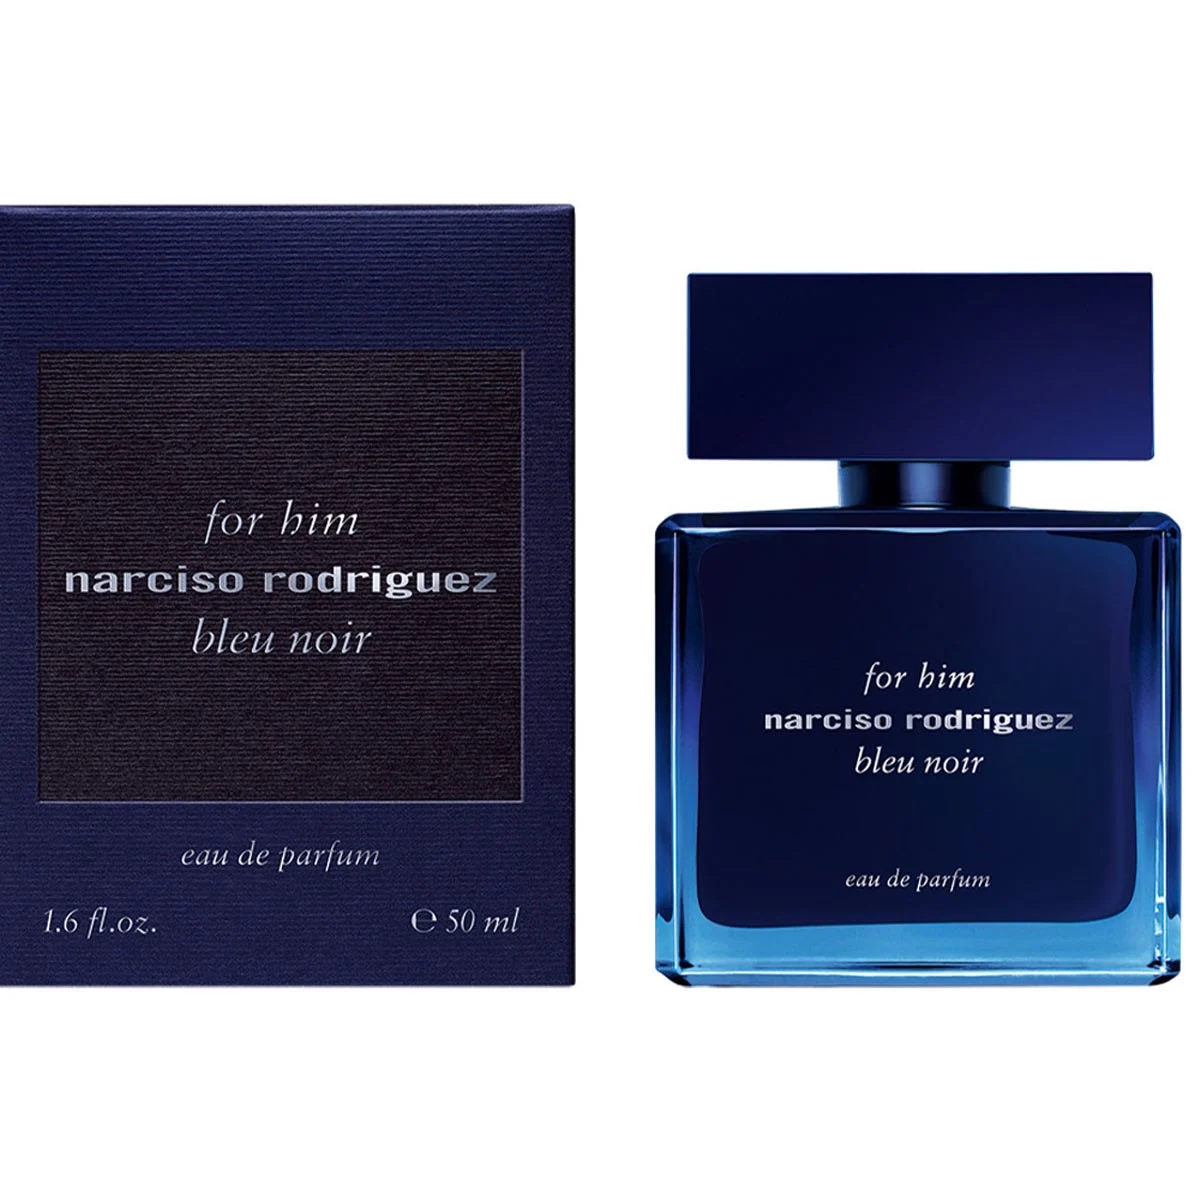 for him
narciso rodriguez
bleu noir
eau de parfum
1.6 fl.oz.
℮ 50 ml
for him
narciso rodriguez
bleu noir
eau de parfum